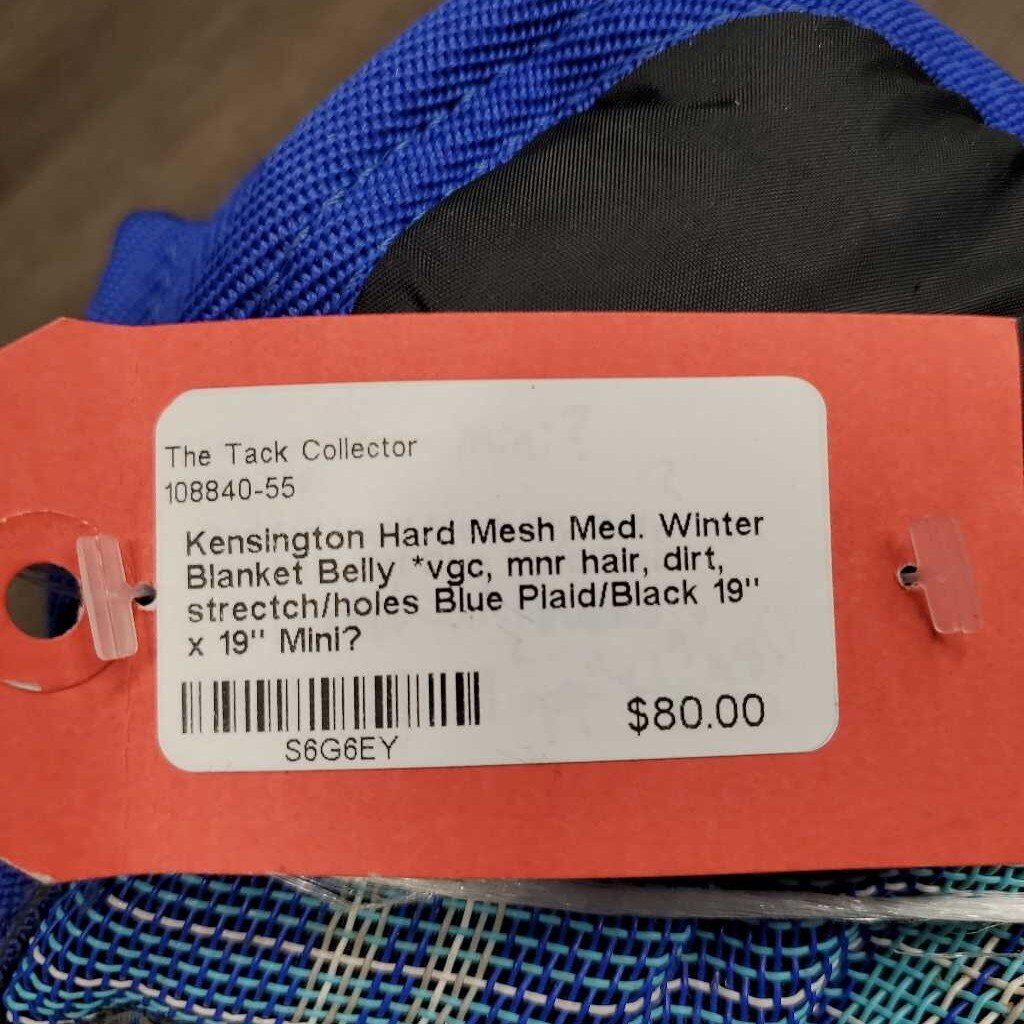 The Tack Collector
108840-55
Kensington Hard Mesh Med. Winter
Blanket Belly *vgc, mnr hair, dirt,
strectch/holes Blue Plaid/Black 19"
x 19" Mini?
$80.00
S6G6EY